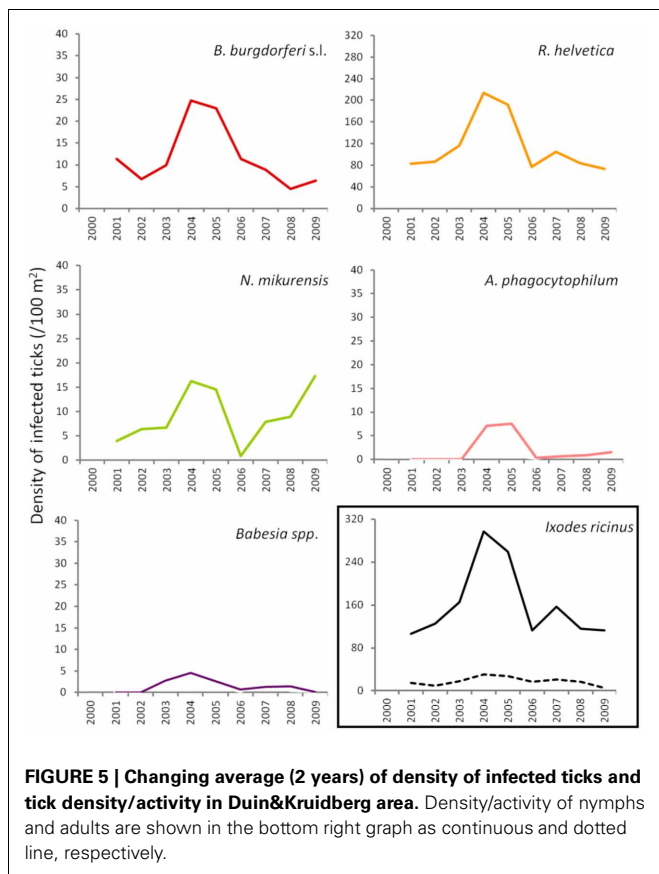 B. burgdorferi s.l.
40
35
30
25
20
15
10
5
0
2000 2001 2002 2003 2004 2005 2006 2007 2008 2009
R. helvetica
320
280
240
200
160
120
80
40
0
2000 2001 2002 2003 2004 2005 2006 2007 2008 2009
Density of infected ticks (/100 m²)
N. mikurensis
40
35
30
25
20
15
10
5
0
2000 2001 2002 2003 2004 2005 2006 2007 2008 2009
A. phagocytophilum
40
35
30
25
20
15
10
5
0
2000 2001 2002 2003 2004 2005 2006 2007 2008 2009
Babesia spp.
40
35
30
25
20
15
10
5
0
2000 2001 2002 2003 2004 2005 2006 2007 2008 2009
Ixodes ricinus
320
240
160
80
0
2000 2001 2002 2003 2004 2005 2006 2007 2008 2009
FIGURE 5 | Changing average (2 years) of density of infected ticks and
tick density/activity in Duin&Kruidberg area. Density/activity of nymphs
and adults are shown in the bottom right graph as continuous and dotted
line, respectively.